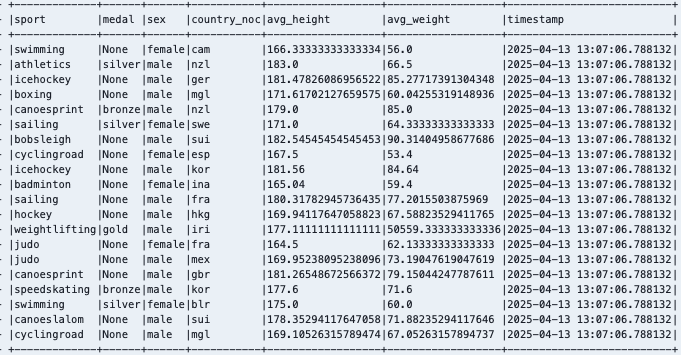 +-------------+------+------+-----------+------------------+------------------+--------------------------+
|sport |medal |sex |country_noc|avg_height |avg_weight |timestamp |
+-------------+------+------+-----------+------------------+------------------+--------------------------+
|swimming |None |female|cam |166.33333333333334|56.0 |2025-04-13 13:07:06.788132|
|athletics |silver|male |nzl |183.0 |66.5 |2025-04-13 13:07:06.788132|
|icehockey |None |male |ger |181.47826086956522|85.27717391304348 |2025-04-13 13:07:06.788132|
|boxing |None |male |mgl |171.61702127659575|60.04255319148936 |2025-04-13 13:07:06.788132|
|canoesprint |bronze|male |nzl |179.0 |85.0 |2025-04-13 13:07:06.788132|
|sailing |silver|female|swe |171.0 |64.33333333333333 |2025-04-13 13:07:06.788132|
|bobsleigh |None |male |sui |182.54545454545453|90.31404958677686 |2025-04-13 13:07:06.788132|
|cyclingroad |None |female|esp |167.5 |53.4 |2025-04-13 13:07:06.788132|
|icehockey |None |male |kor |181.56 |84.64 |2025-04-13 13:07:06.788132|
|badminton |None |female|ina |165.04 |59.4 |2025-04-13 13:07:06.788132|
|sailing |None |male |fra |180.31782945736435|77.2015503875969 |2025-04-13 13:07:06.788132|
|hockey |None |male |hkg |169.94117647058823|67.58823529411765 |2025-04-13 13:07:06.788132|
|weightlifting|gold |male |iri |177.11111111111111|50559.333333333336|2025-04-13 13:07:06.788132|
|judo |None |female|fra |164.5 |62.13333333333333 |2025-04-13 13:07:06.788132|
|judo |None |male |mex |169.95238095238096|73.19047619047619 |2025-04-13 13:07:06.788132|
|canoesprint |None |male |gbr |181.26548672566372|79.15044247787611 |2025-04-13 13:07:06.788132|
|speedskating |bronze|male |kor |177.6 |71.6 |2025-04-13 13:07:06.788132|
|swimming |silver|female|blr |175.0 |60.0 |2025-04-13 13:07:06.788132|
|canoeslalom |None |male |sui |178.35294117647058|71.88235294117646 |2025-04-13 13:07:06.788132|
|cyclingroad |None |male |mgl |169.10526315789474|67.05263157894737 |2025-04-13 13:07:06.788132|
+-------------+------+------+-----------+------------------+------------------+--------------------------+